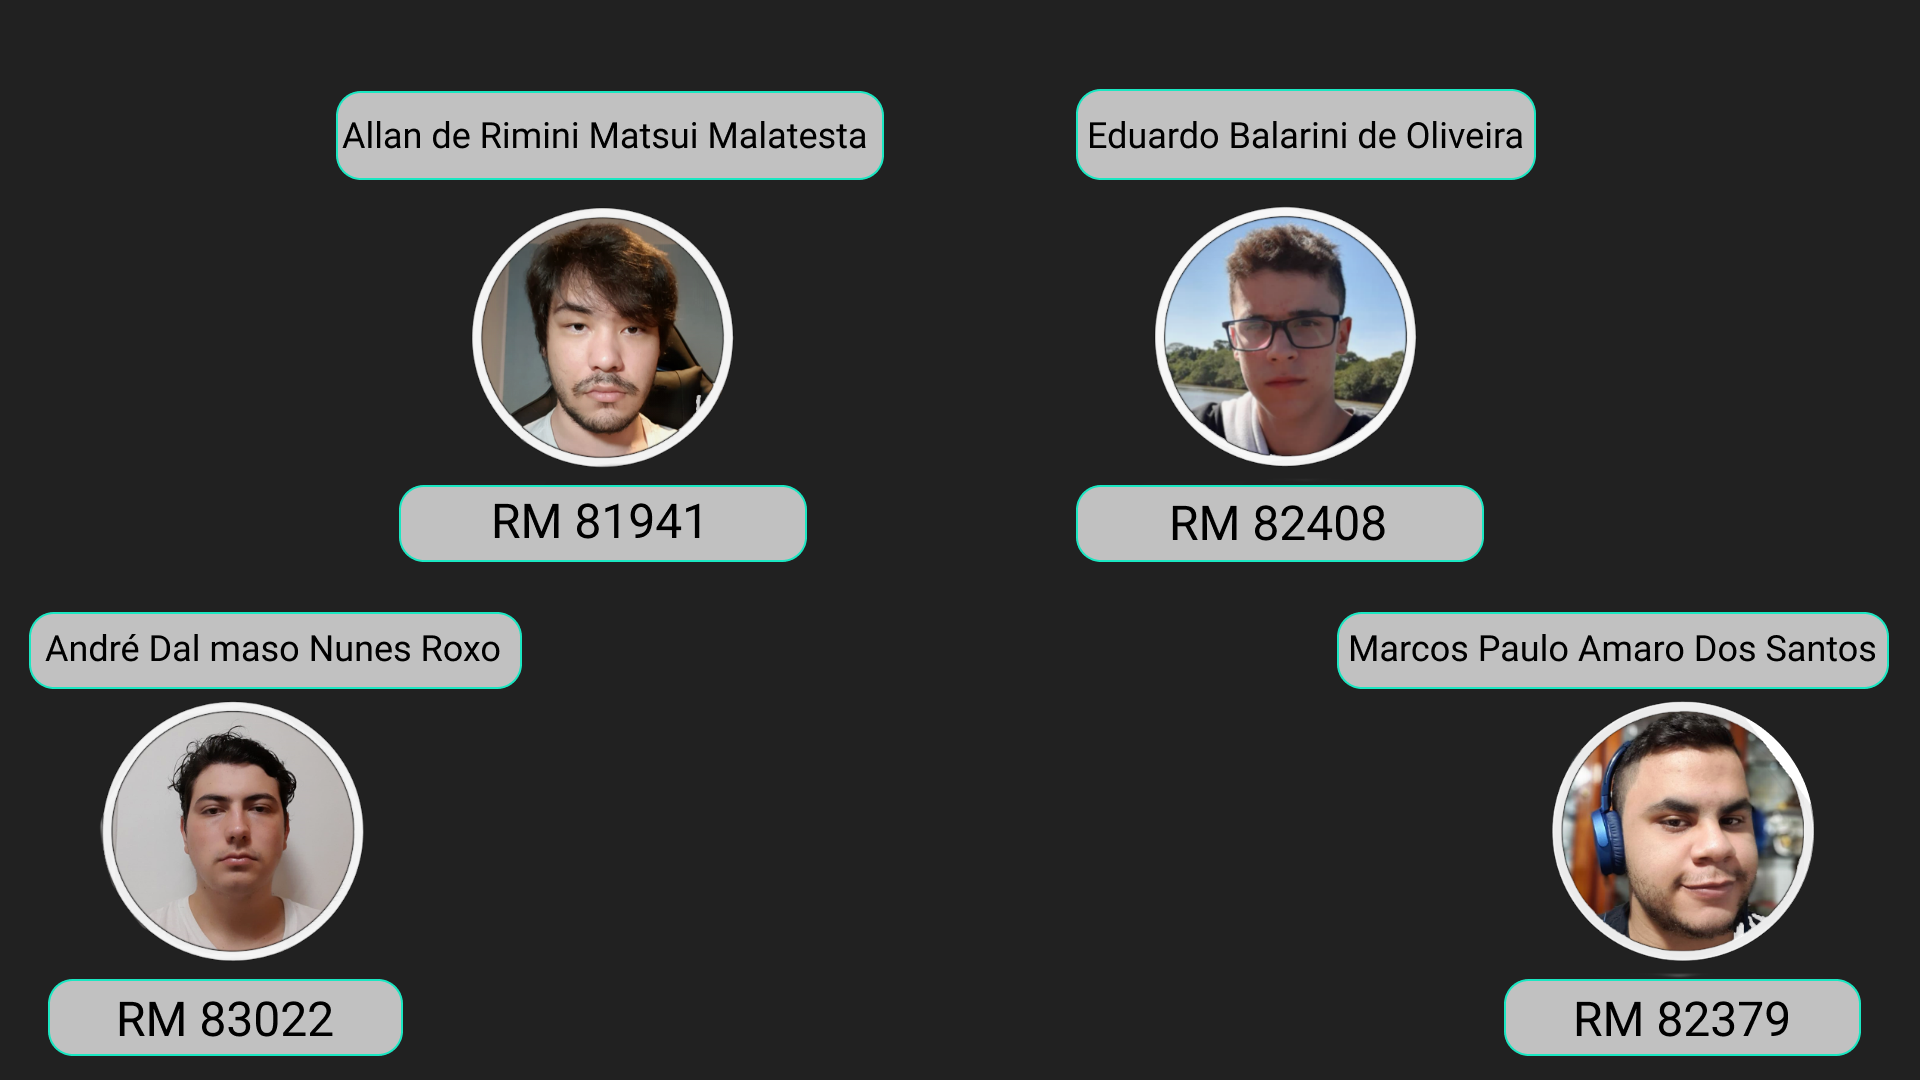 Allan de Rimini Matsui Malatesta
Eduardo Balarini de Oliveira
RM 81941
RM 82408
André Dal maso Nunes Roxo
Marcos Paulo Amaro Dos Santos
RM 83022
RM 82379